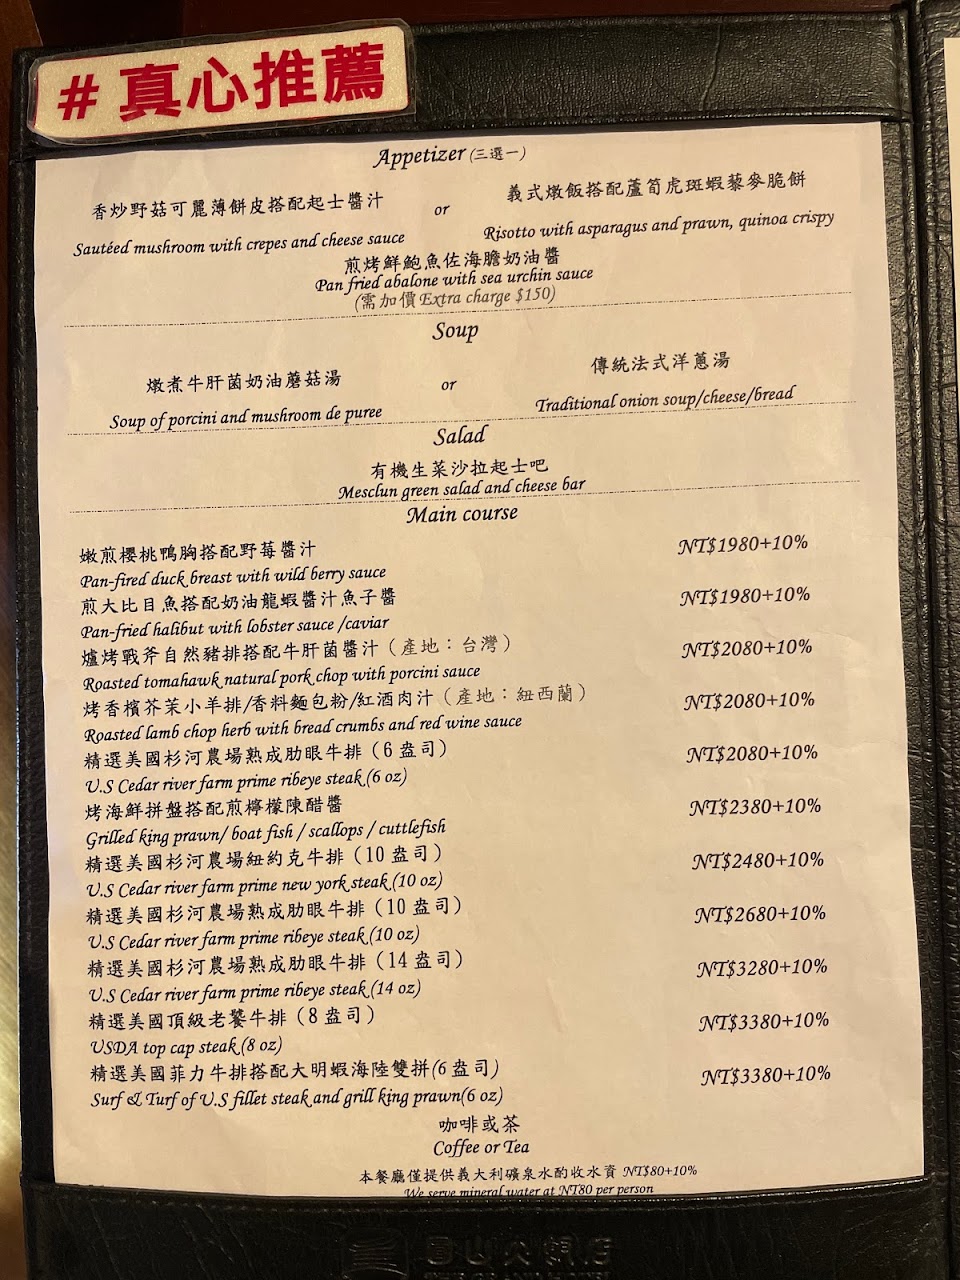 # 真心推薦
Appetizer (三選一)
香炒野菇可麗薄餅皮搭配起士醬汁
or
義式燉飯搭配蘆筍虎斑蝦藜麥脆餅
Sautéed mushroom with crepes and cheese sauce
Risotto with asparagus and prawn, quinoa crispy
煎烤鮮鮑魚佐海膽奶油醬
Pan fried abalone with sea urchin sauce
(需加價 Extra charge $150)
Soup
燉煮牛肝菌奶油蘑菇湯
or
傳統法式洋蔥湯
Soup of porcini and mushroom de puree
Traditional onion soup/cheese/bread
Salad
有機生菜沙拉起士吧
Mesclun green salad and cheese bar
Main course
嫩煎櫻桃鴨胸搭配野莓醬汁 NT$1980+10%
Pan-fired duck breast with wild berry sauce
煎大比目魚搭配奶油龍蝦醬汁魚子醬 NT$1980+10%
Pan-fried halibut with lobster sauce /caviar
爐烤戰斧自然豬排搭配牛肝菌醬汁（產地：台灣） NT$2080+10%
Roasted tomahawk natural pork chop with porcini sauce
烤香檳芥茉小羊排/香料麵包粉/紅酒肉汁（產地：紐西蘭） NT$2080+10%
Roasted lamb chop herb with bread crumbs and red wine sauce
精選美國杉河農場熟成肋眼牛排（6 盎司） NT$2080+10%
U.S Cedar river farm prime ribeye steak (6 oz)
烤海鮮拼盤搭配煎檸檬陳醋醬 NT$2380+10%
Grilled king prawn/ boat fish / scallops / cuttlefish
精選美國杉河農場紐約克牛排（10 盎司） NT$2480+10%
U.S Cedar river farm prime new york steak (10 oz)
精選美國杉河農場熟成肋眼牛排（10 盎司） NT$2680+10%
U.S Cedar river farm prime ribeye steak (10 oz)
精選美國杉河農場熟成肋眼牛排（14 盎司） NT$3280+10%
U.S Cedar river farm prime ribeye steak (14 oz)
精選美國頂級老饕牛排（8 盎司） NT$3380+10%
USDA top cap steak (8 oz)
精選美國菲力牛排搭配大明蝦海陸雙拼(6 盎司) NT$3380+10%
Surf & Turf of U.S fillet steak and grill king prawn(6 oz)
咖啡或茶
Coffee or Tea
本餐廳僅提供義大利礦泉水酌收水資 NT$80+10%
We serve mineral water at NT80 per person
圓山大飯店